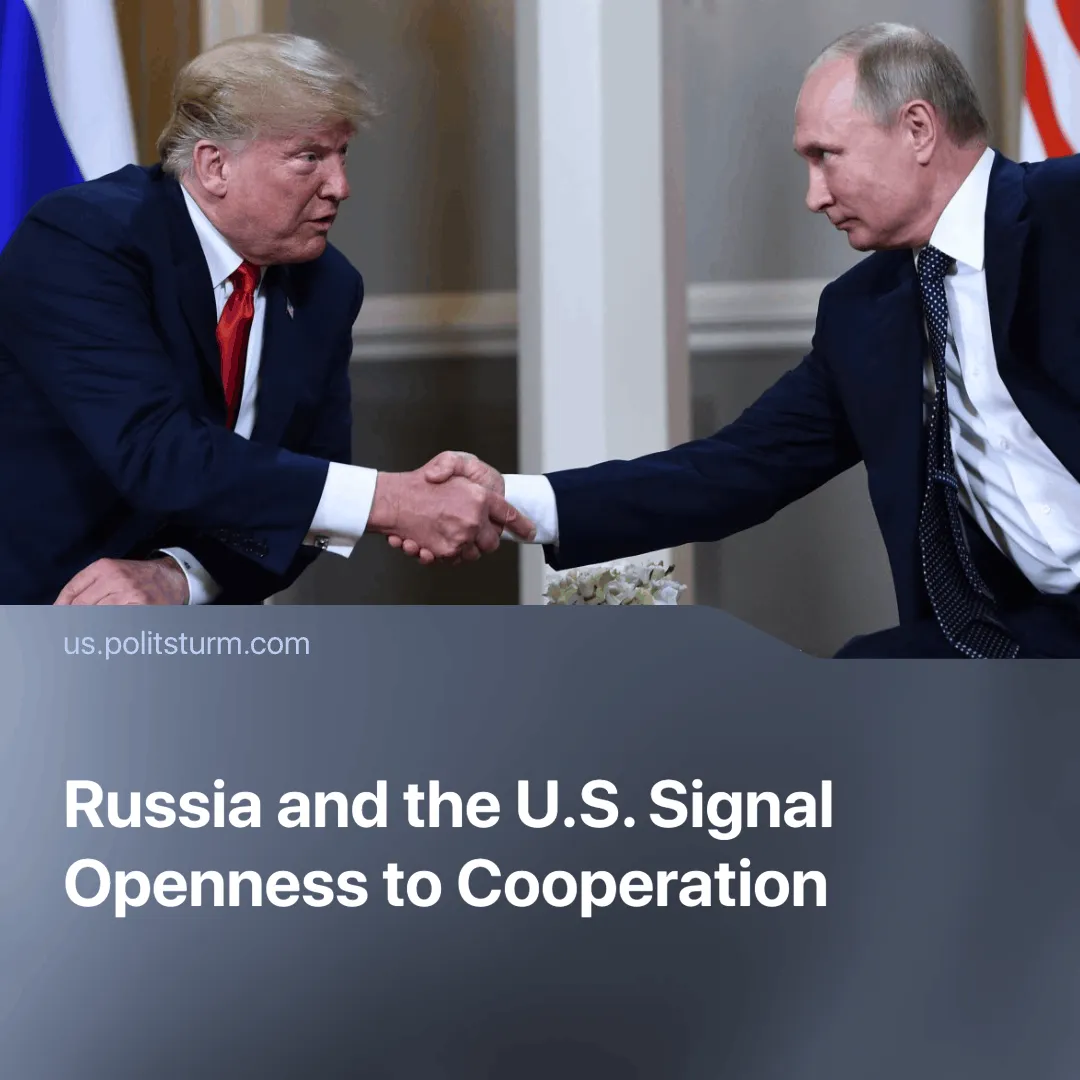 us.politsturm.com
Russia and the U.S. Signal
Openness to Cooperation